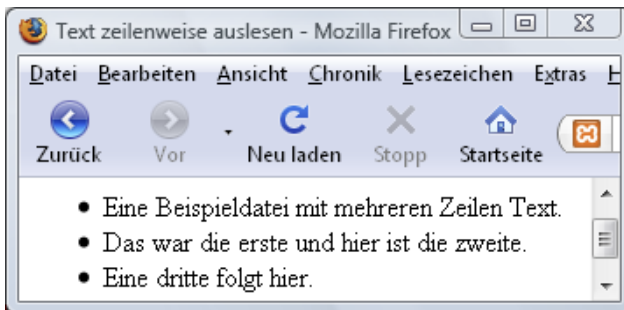 Text zeilenweise auslesen - Mozilla Firefox
Datei Bearbeiten Ansicht Chronik Lesezeichen Extras H
Zurück Vor Neu laden Stopp Startseite
Eine Beispieldatei mit mehreren Zeilen Text.
Das war die erste und hier ist die zweite.
Eine dritte folgt hier.